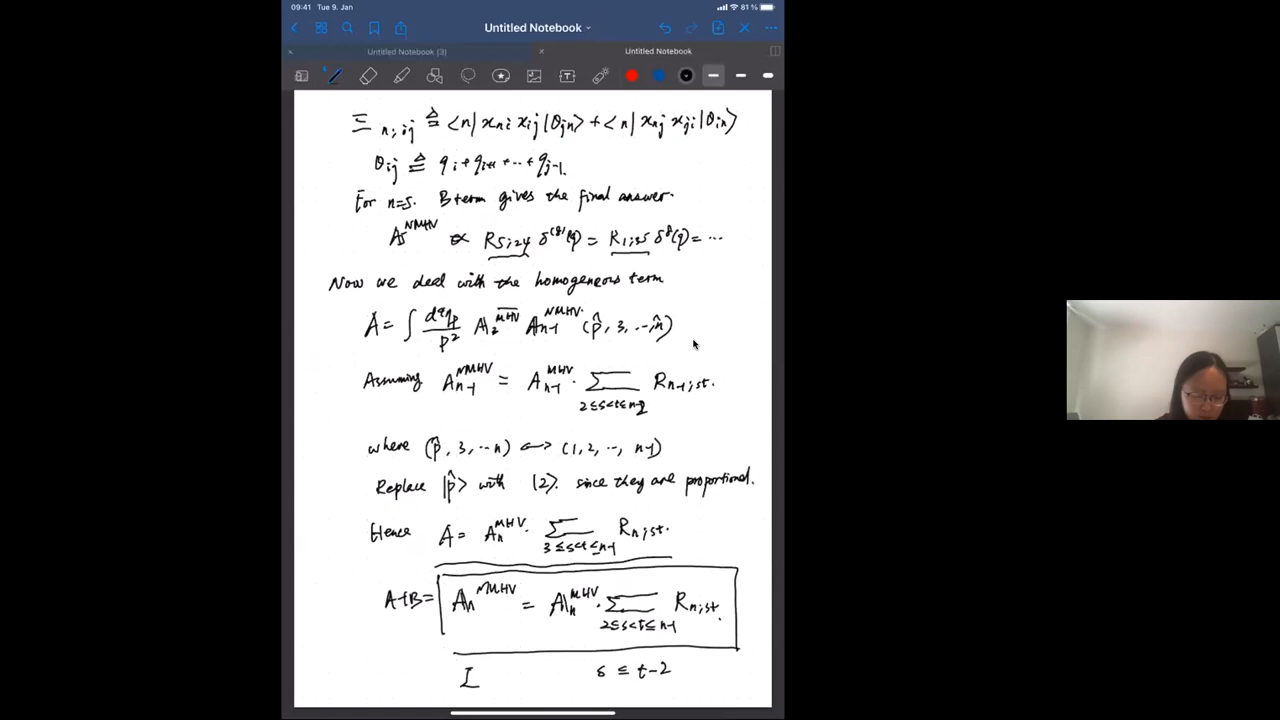 09:41 Tue 9. Jan
81 %
Untitled Notebook
Untitled Notebook (3)
Untitled Notebook
Ξ n;ij ≜ ⟨n| x_ni x_ij |θ_jn⟩ + ⟨n| x_nj x_ji |θ_in⟩
θ_ij ≜ q_i + q_i+1 + ... + q_j-1.
For n=5. B term gives the final answer.
A_5^NMHV ∝ R_5;24 δ^(8)(q) = R_1;35 δ^8(q) = ...
Now we deal with the homogeneous term
A = ∫ d^4η_p / p^2 A_3^\overline{MHV} A_n-1^NMHV (p̂, 3, ..., n̂)
Assuming A_n-1^NMHV = A_n-1^MHV · ∑_{2≤s<t≤n-2} R_n-1;st.
where (p̂, 3, ... n) ⟷ (1, 2, ..., n-1)
Replace |p̂⟩ with |2⟩. since they are proportional.
Hence A = A_n^MHV · ∑_{3≤s<t≤n-1} R_n;st.
A+B = A_n^NMHV = A_n^MHV · ∑_{2≤s<t≤n-1} R_n;st.
s ≤ t-2